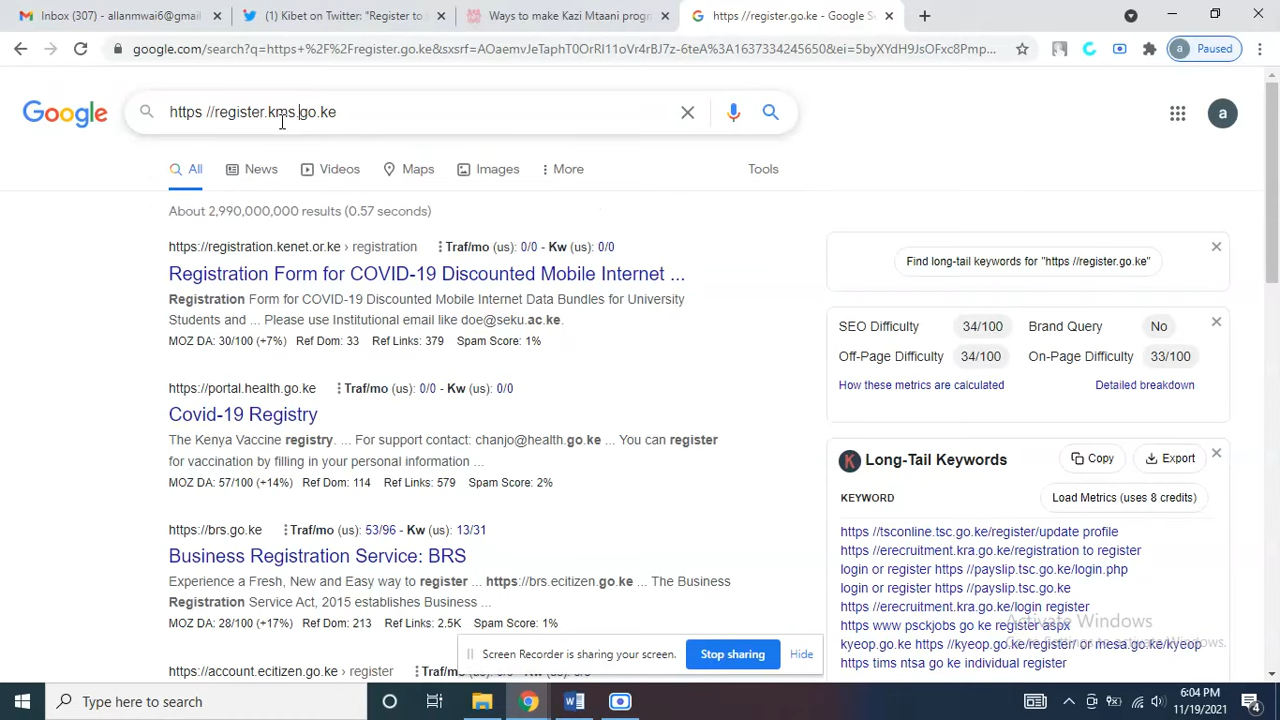 Inbox (307) - allanmwai6@gmail
(1) Kibet on Twitter: "Register to
Ways to make Kazi Mtaani prog
https://register.go.ke - Google S
google.com/search?q=https+%2F%2Fregister.go.ke&sxsrf=AOaemvJeTaphT0OrRI11oVr4rBJ7z-6teA%3A1637334245650&ei=5byXYdH9JsOFxc8Pmp...
a Paused
Google
https //register.kms.go.ke
a
All
News
Videos
Maps
Images
More
Tools
About 2,990,000,000 results (0.57 seconds)
https://registration.kenet.or.ke › registration Traf/mo (us): 0/0 - Kw (us): 0/0
Registration Form for COVID-19 Discounted Mobile Internet ...
Registration Form for COVID-19 Discounted Mobile Internet Data Bundles for University
Students and ... Please use Institutional email like doe@seku.ac.ke.
MOZ DA: 30/100 (+7%) Ref Dom: 33 Ref Links: 379 Spam Score: 1%
https://portal.health.go.ke Traf/mo (us): 0/0 - Kw (us): 0/0
Covid-19 Registry
The Kenya Vaccine registry. ... For support contact: chanjo@health.go.ke ... You can register
for vaccination by filling in your personal information ...
MOZ DA: 57/100 (+14%) Ref Dom: 114 Ref Links: 579 Spam Score: 2%
https://brs.go.ke Traf/mo (us): 53/96 - Kw (us): 13/31
Business Registration Service: BRS
Experience a Fresh, New and Easy way to register ... https://brs.ecitizen.go.ke ... The Business
Registration Service Act, 2015 establishes Business ...
MOZ DA: 28/100 (+17%) Ref Dom: 213 Ref Links: 2.5K Spam Score: 1%
https://account.ecitizen.go.ke › register Traf/m
Find long-tail keywords for "https //register.go.ke"
SEO Difficulty 34/100 Brand Query No
Off-Page Difficulty 34/100 On-Page Difficulty 33/100
How these metrics are calculated Detailed breakdown
K Long-Tail Keywords Copy Export
KEYWORD Load Metrics (uses 8 credits)
https //tsconline.tsc.go.ke/register/update profile
https //erecruitment.kra.go.ke/registration to register
login or register https //payslip.tsc.go.ke/login.php
login or register https //payslip.tsc.go.ke
https //erecruitment.kra.go.ke/login register
https www psckjobs go ke register aspx
kyeop.go.ke https //kyeop.go.ke/register/ or mesa.go.ke/kyeop
https tims ntsa go ke individual register
Activate Windows
Go to Settings to activate Windows.
Screen Recorder is sharing your screen.
Stop sharing
Hide
Type here to search
W
6:04 PM
11/19/2021
4